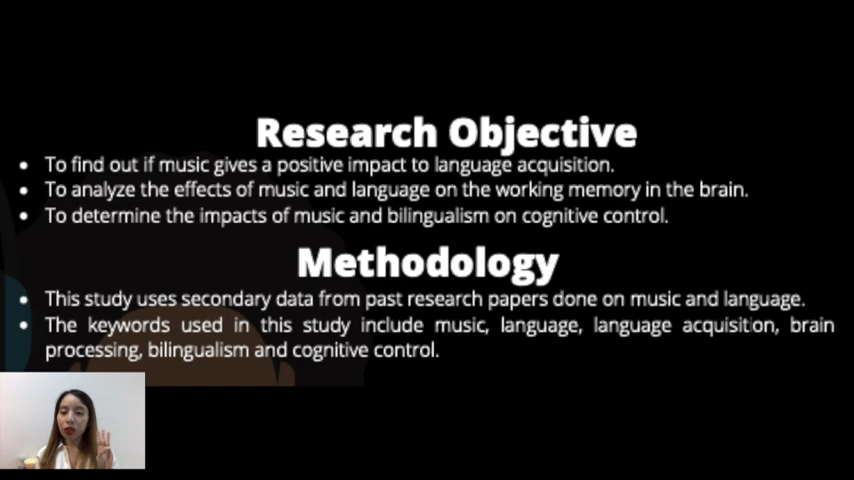 Research Objective
• To find out if music gives a positive impact to language acquisition.
• To analyze the effects of music and language on the working memory in the brain.
• To determine the impacts of music and bilingualism on cognitive control.
Methodology
• This study uses secondary data from past research papers done on music and language.
• The keywords used in this study include music, language, language acquisition, brain
processing, bilingualism and cognitive control.